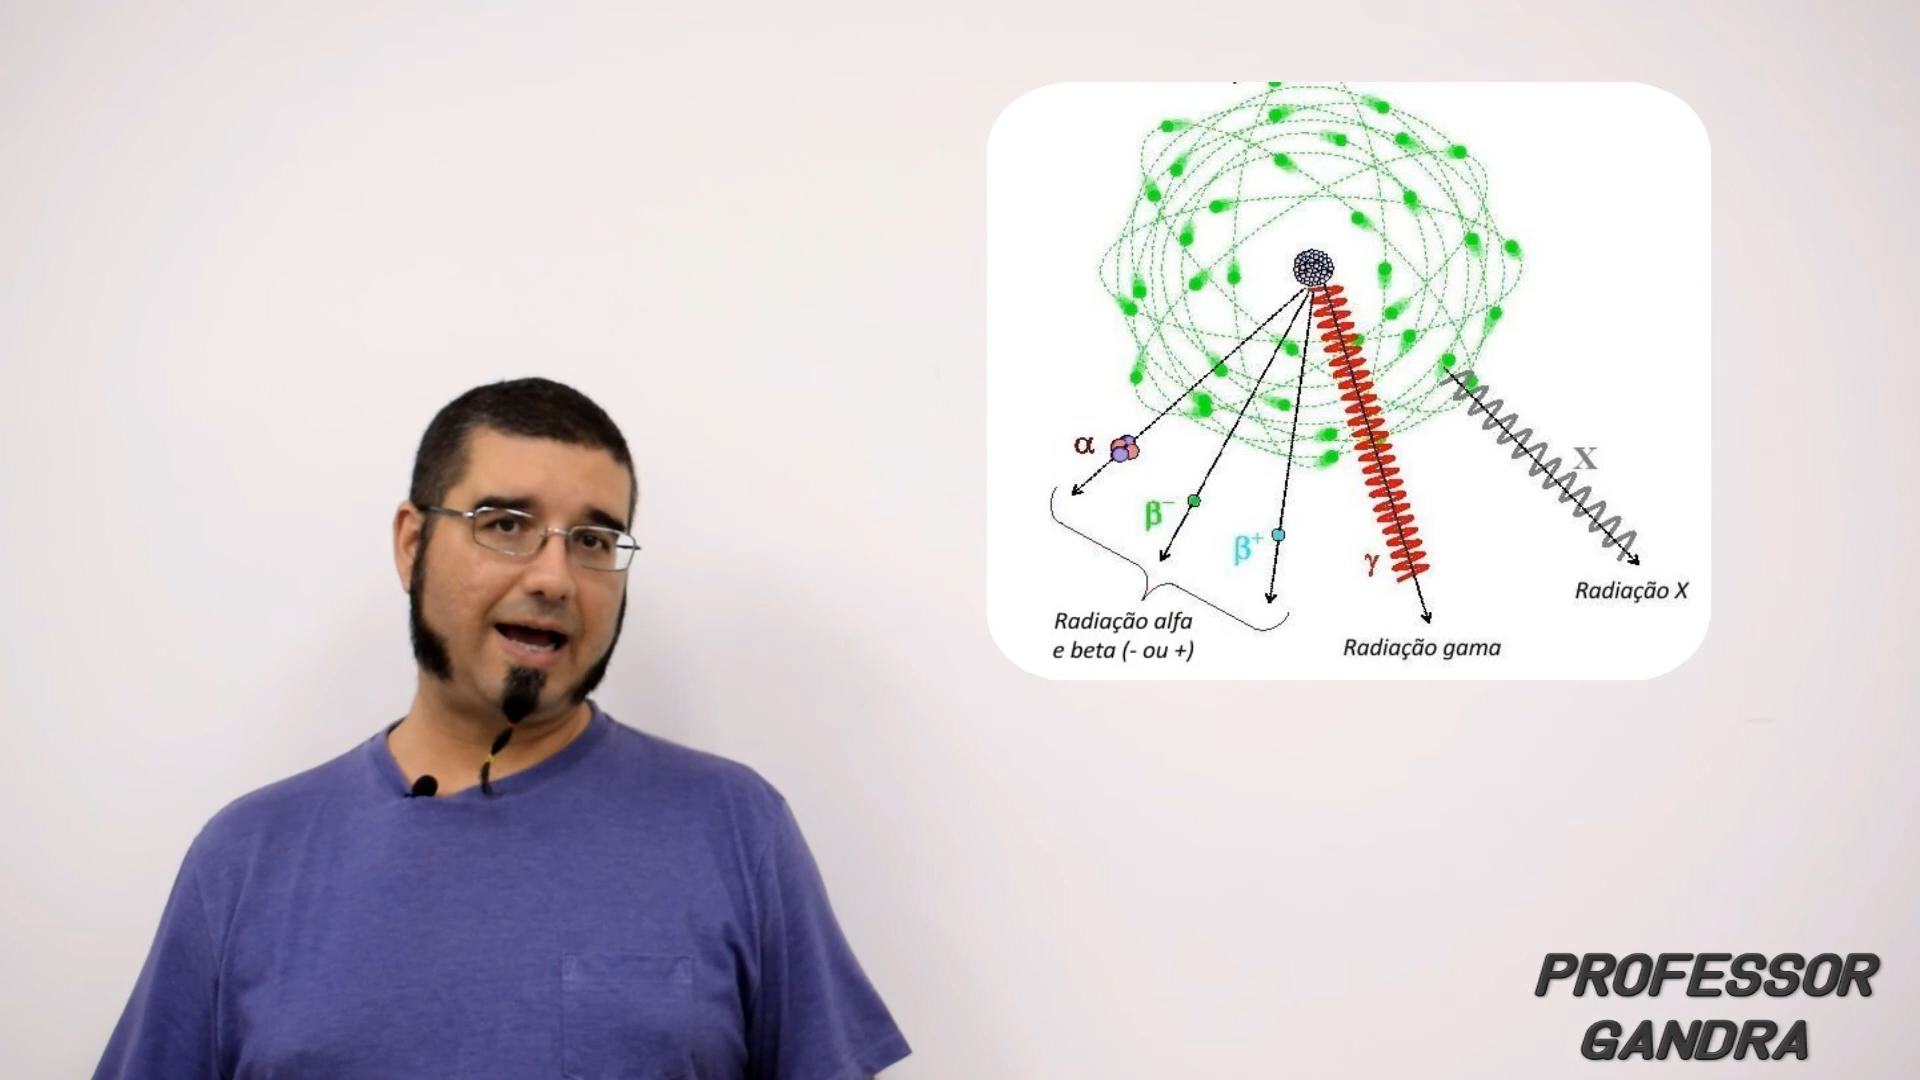 α
β⁻
β⁺
γ
X
Radiação alfa
e beta (- ou +)
Radiação gama
Radiação X
PROFESSOR
GANDRA